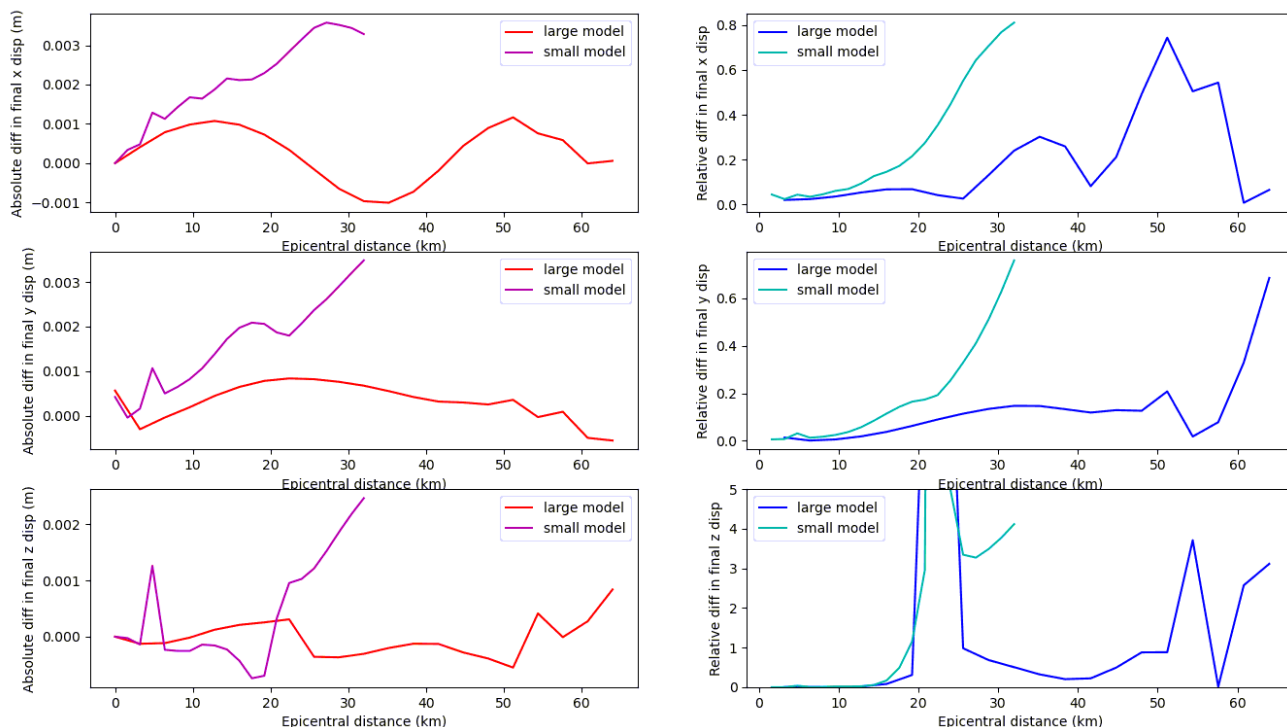 Absolute diff in final x disp (m)
0.003
0.002
0.001
0.000
−0.001
large model
small model
0 10 20 30 40 50 60
Epicentral distance (km)
Relative diff in final x disp
0.8
0.6
0.4
0.2
0.0
large model
small model
0 10 20 30 40 50 60
Epicentral distance (km)
Absolute diff in final y disp (m)
0.003
0.002
0.001
0.000
large model
small model
0 10 20 30 40 50 60
Epicentral distance (km)
Relative diff in final y disp
0.6
0.4
0.2
0.0
large model
small model
0 10 20 30 40 50 60
Epicentral distance (km)
Absolute diff in final z disp (m)
0.002
0.001
0.000
large model
small model
0 10 20 30 40 50 60
Epicentral distance (km)
Relative diff in final z disp
5
4
3
2
1
0
large model
small model
0 10 20 30 40 50 60
Epicentral distance (km)